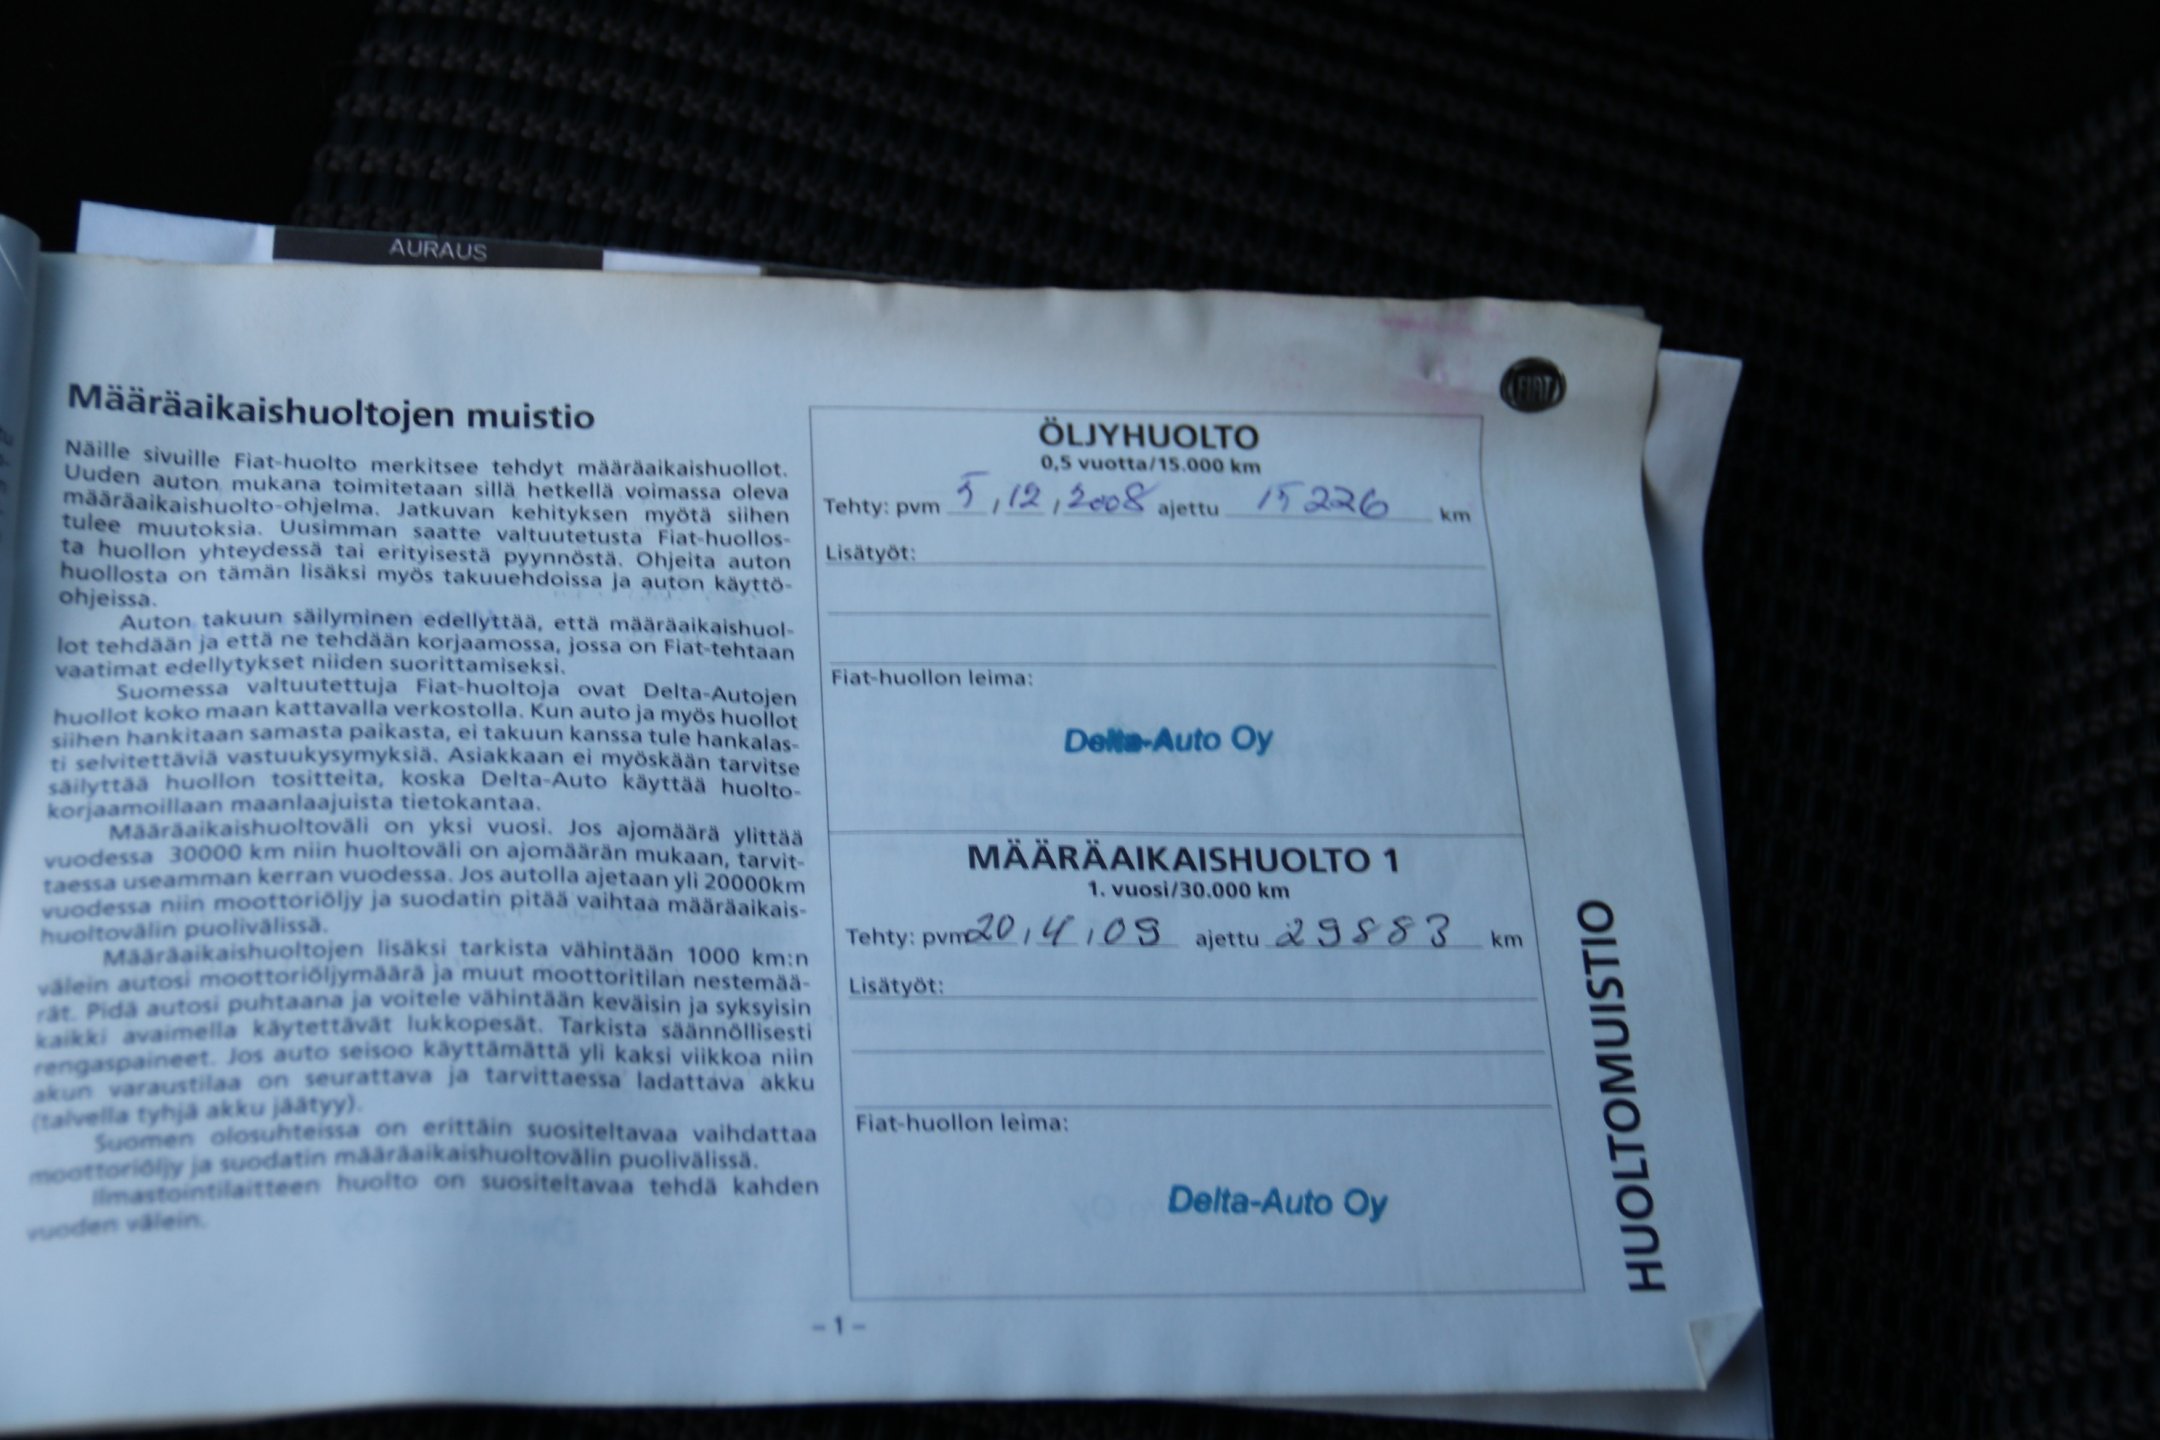 AURAUS
Määräaikaishuoltojen muistio
Näille sivuille Fiat-huolto merkitsee tehdyt määräaikaishuollot.
Uuden auton mukana toimitetaan sillä hetkellä voimassa oleva
määräaikaishuolto-ohjelma. Jatkuvan kehityksen myötä siihen
tulee muutoksia. Uusimman saatte valtuutetusta Fiat-huollos-
ta huollon yhteydessä tai erityisestä pyynnöstä. Ohjeita auton
huollosta on tämän lisäksi myös takuuehdoissa ja auton käyttö-
ohjeissa.
Auton takuun säilyminen edellyttää, että määräaikaishuol-
lot tehdään ja että ne tehdään korjaamossa, jossa on Fiat-tehtaan
vaatimat edellytykset niiden suorittamiseksi.
Suomessa valtuutettuja Fiat-huoltoja ovat Delta-Autojen
huollot koko maan kattavalla verkostolla. Kun auto ja myös huollot
siihen hankitaan samasta paikasta, ei takuun kanssa tule hankalas-
ti selvitettäviä vastuukysymyksiä. Asiakkaan ei myöskään tarvitse
säilyttää huollon tositteita, koska Delta-Auto käyttää huolto-
korjaamoillaan maanlaajuista tietokantaa.
Määräaikaishuoltoväli on yksi vuosi. Jos ajomäärä ylittää
vuodessa 30000 km niin huoltoväli on ajomäärän mukaan, tarvit-
taessa useamman kerran vuodessa. Jos autolla ajetaan yli 20000km
vuodessa niin moottoriöljy ja suodatin pitää vaihtaa määräaikais-
huoltovälin puolivälissä.
Määräaikaishuoltojen lisäksi tarkista vähintään 1000 km:n
välein autosi moottoriöljymäärä ja muut moottoritilan nestemää-
rät. Pidä autosi puhtaana ja voitele vähintään keväisin ja syksyisin
kaikki avaimella käytettävät lukkopesät. Tarkista säännöllisesti
rengaspaineet. Jos auto seisoo käyttämättä yli kaksi viikkoa niin
akun varaustilaa on seurattava ja tarvittaessa ladattava akku
(talvella tyhjä akku jäätyy).
Suomen olosuhteissa on erittäin suositeltavaa vaihdattaa
moottoriöljy ja suodatin määräaikaishuoltovälin puolivälissä.
Ilmastointilaitteen huolto on suositeltavaa tehdä kahden
vuoden välein.
FIAT
ÖLJYHUOLTO
0,5 vuotta/15.000 km
Tehty: pvm 5,12,2008 ajettu 15226 km
Lisätyöt:
Fiat-huollon leima:
Delta-Auto Oy
MÄÄRÄAIKAISHUOLTO 1
1. vuosi/30.000 km
Tehty: pvm 20,4,09 ajettu 29883 km
Lisätyöt:
Fiat-huollon leima:
Delta-Auto Oy
HUOLTOMUISTIO
– 1 –